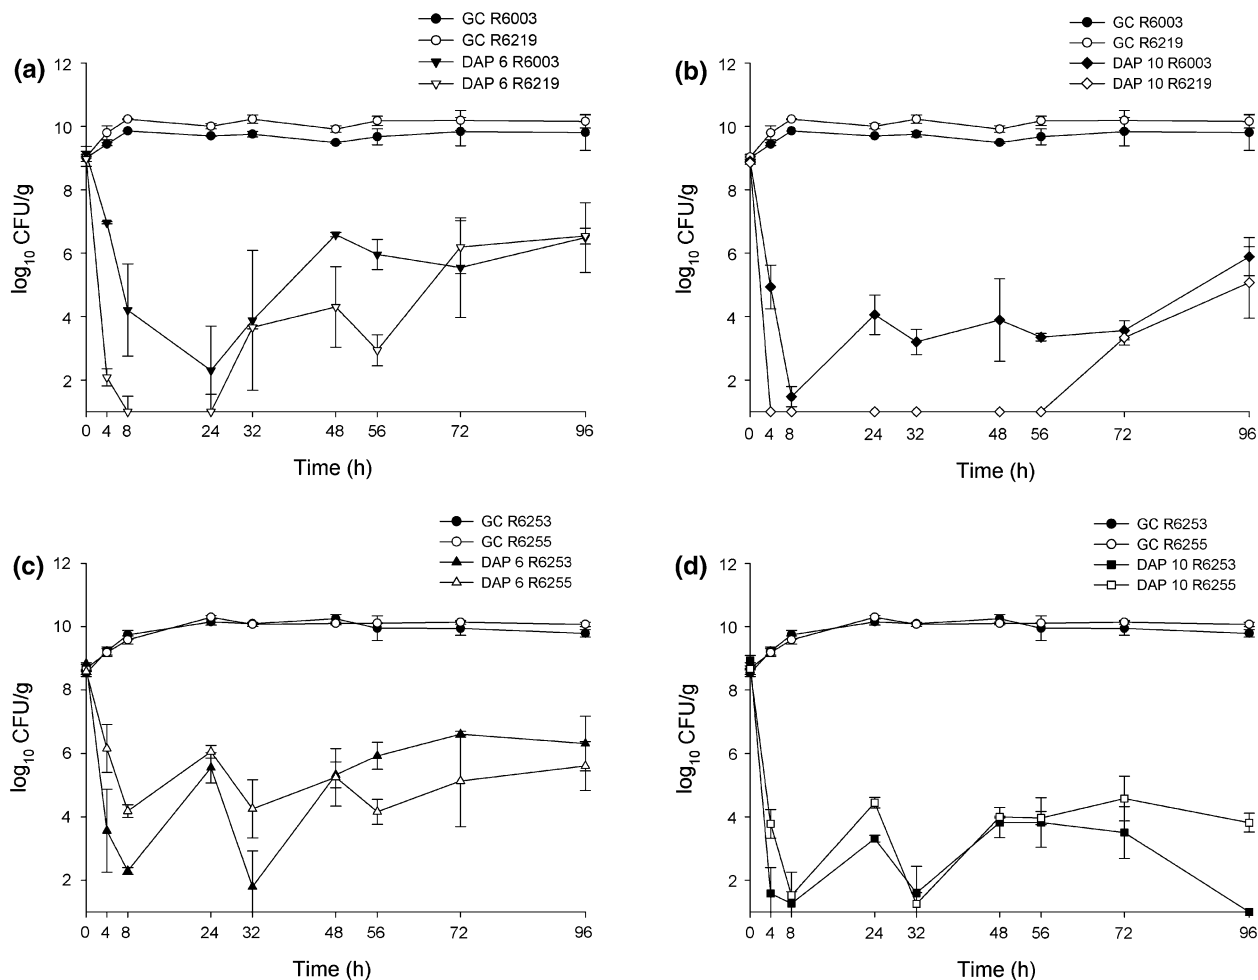 GC R6003
GC R6219
DAP 6 R6003
DAP 6 R6219
(a)
12
10
8
6
4
2
log10 CFU/g
0 4 8 24 32 48 56 72 96
Time (h)
GC R6003
GC R6219
DAP 10 R6003
DAP 10 R6219
(b)
12
10
8
6
4
2
log10 CFU/g
0 4 8 24 32 48 56 72 96
Time (h)
GC R6253
GC R6255
DAP 6 R6253
DAP 6 R6255
(c)
12
10
8
6
4
2
log10 CFU/g
0 4 8 24 32 48 56 72 96
Time (h)
GC R6253
GC R6255
DAP 10 R6253
DAP 10 R6255
(d)
12
10
8
6
4
2
log10 CFU/g
0 4 8 24 32 48 56 72 96
Time (h)